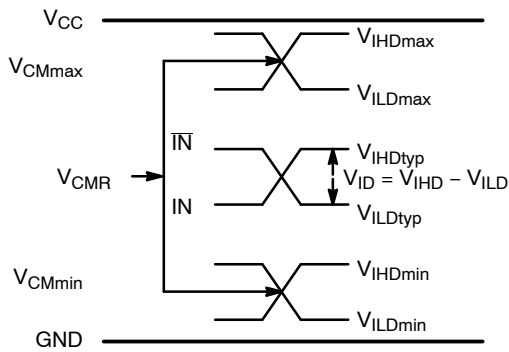 VCC
VIHDmax
VCMmax
VILDmax
IN
VIHDtyp
VCMR
VID = VIHD − VILD
IN
VILDtyp
VIHDmin
VCMmin
VILDmin
GND